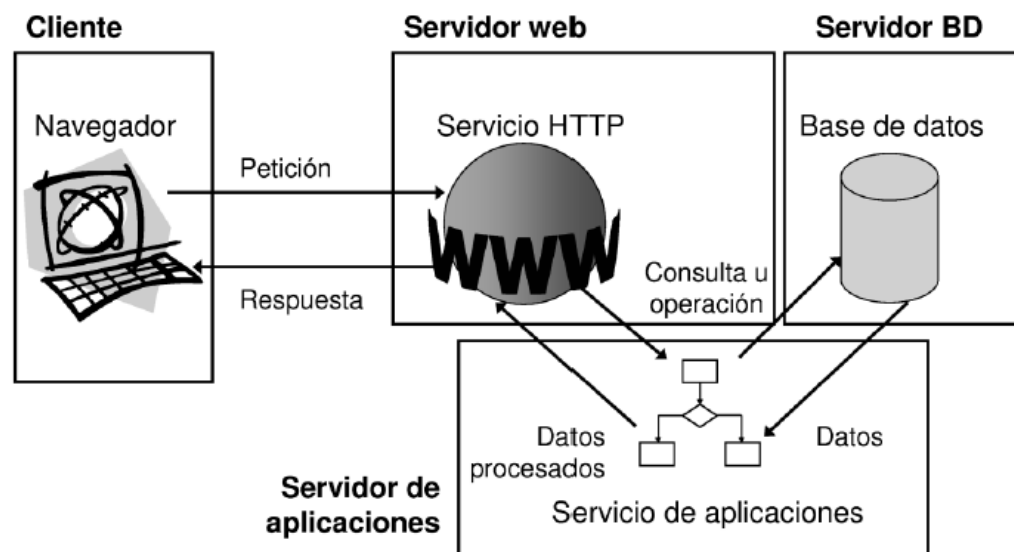 Cliente
Servidor web
Servidor BD
Navegador
Servicio HTTP
Base de datos
Petición
WWW
Respuesta
Consulta u
operación
Datos
procesados
Datos
Servidor de
aplicaciones
Servicio de aplicaciones